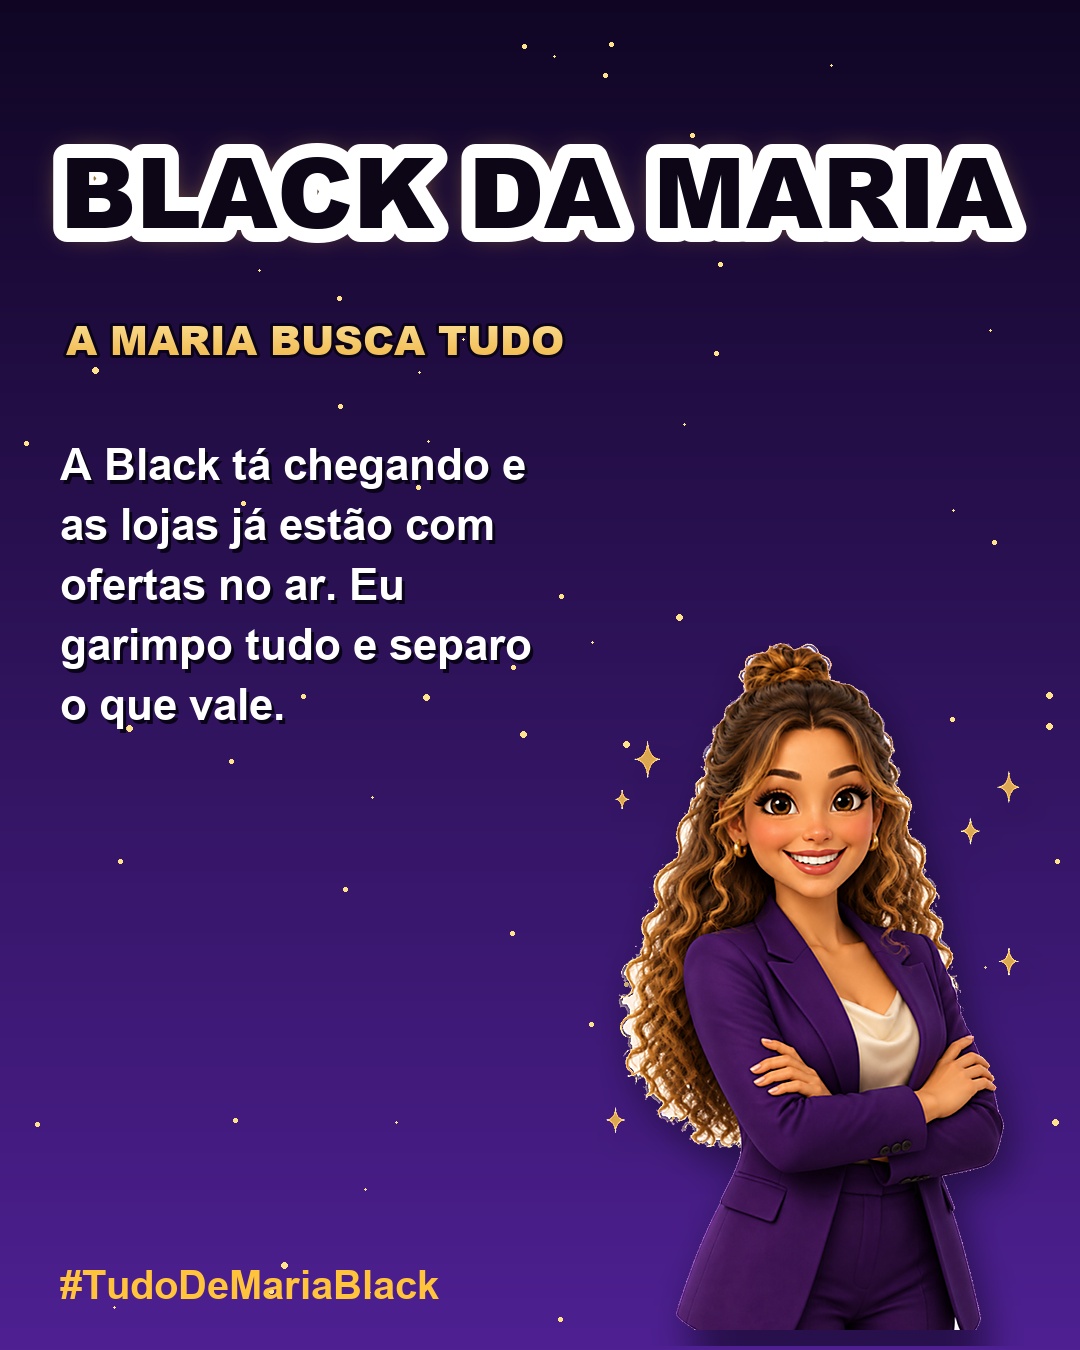 BLACK DA MARIA
A MARIA BUSCA TUDO
A Black tá chegando e
as lojas já estão com
ofertas no ar. Eu
garimpo tudo e separo
o que vale.
#TudoDeMariaBlack